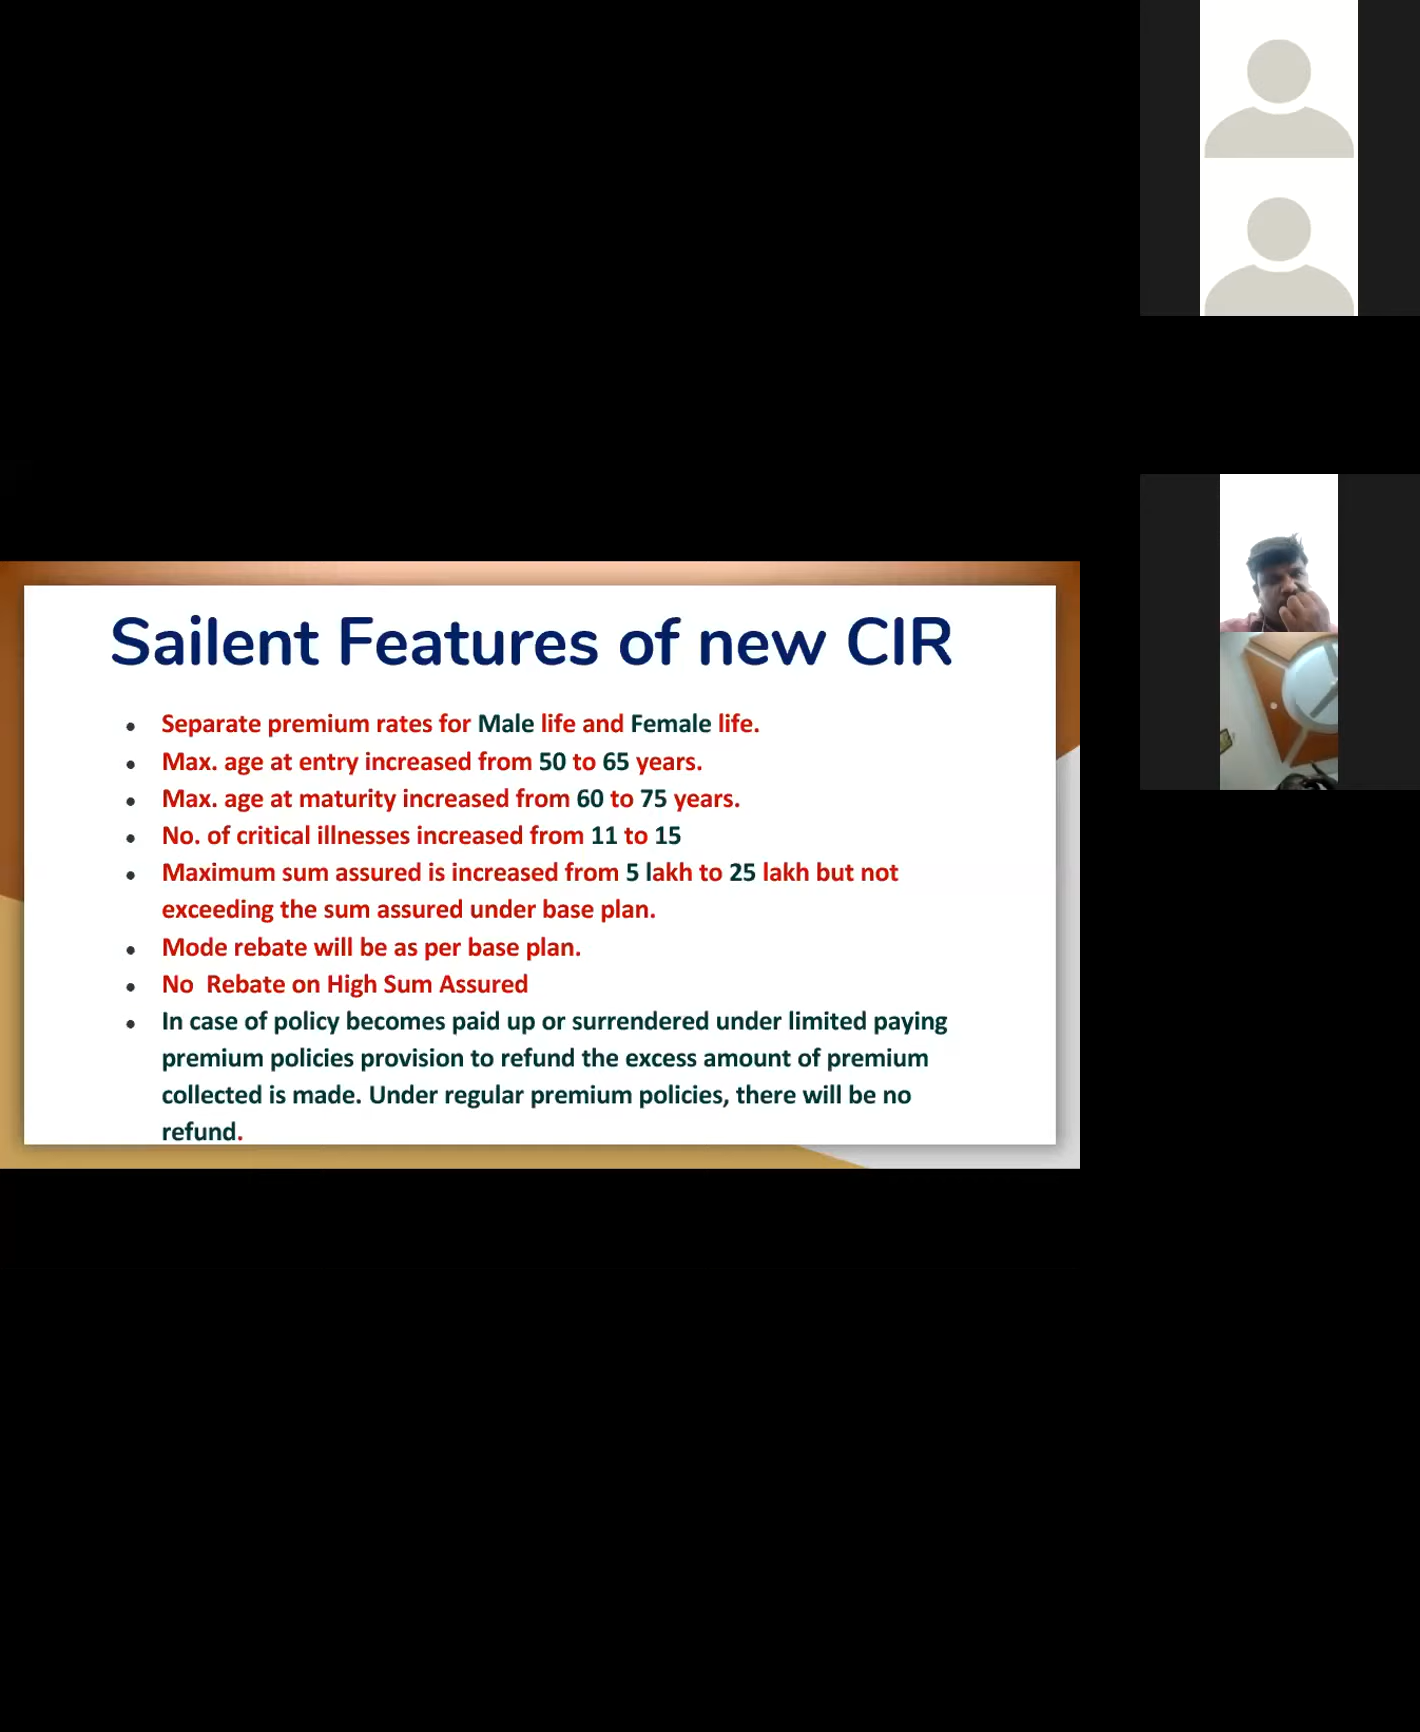 Sailent Features of new CIR
Separate premium rates for Male life and Female life.
Max. age at entry increased from 50 to 65 years.
Max. age at maturity increased from 60 to 75 years.
No. of critical illnesses increased from 11 to 15
Maximum sum assured is increased from 5 lakh to 25 lakh but not
exceeding the sum assured under base plan.
Mode rebate will be as per base plan.
No  Rebate on High Sum Assured
In case of policy becomes paid up or surrendered under limited paying
premium policies provision to refund the excess amount of premium
collected is made. Under regular premium policies, there will be no
refund.